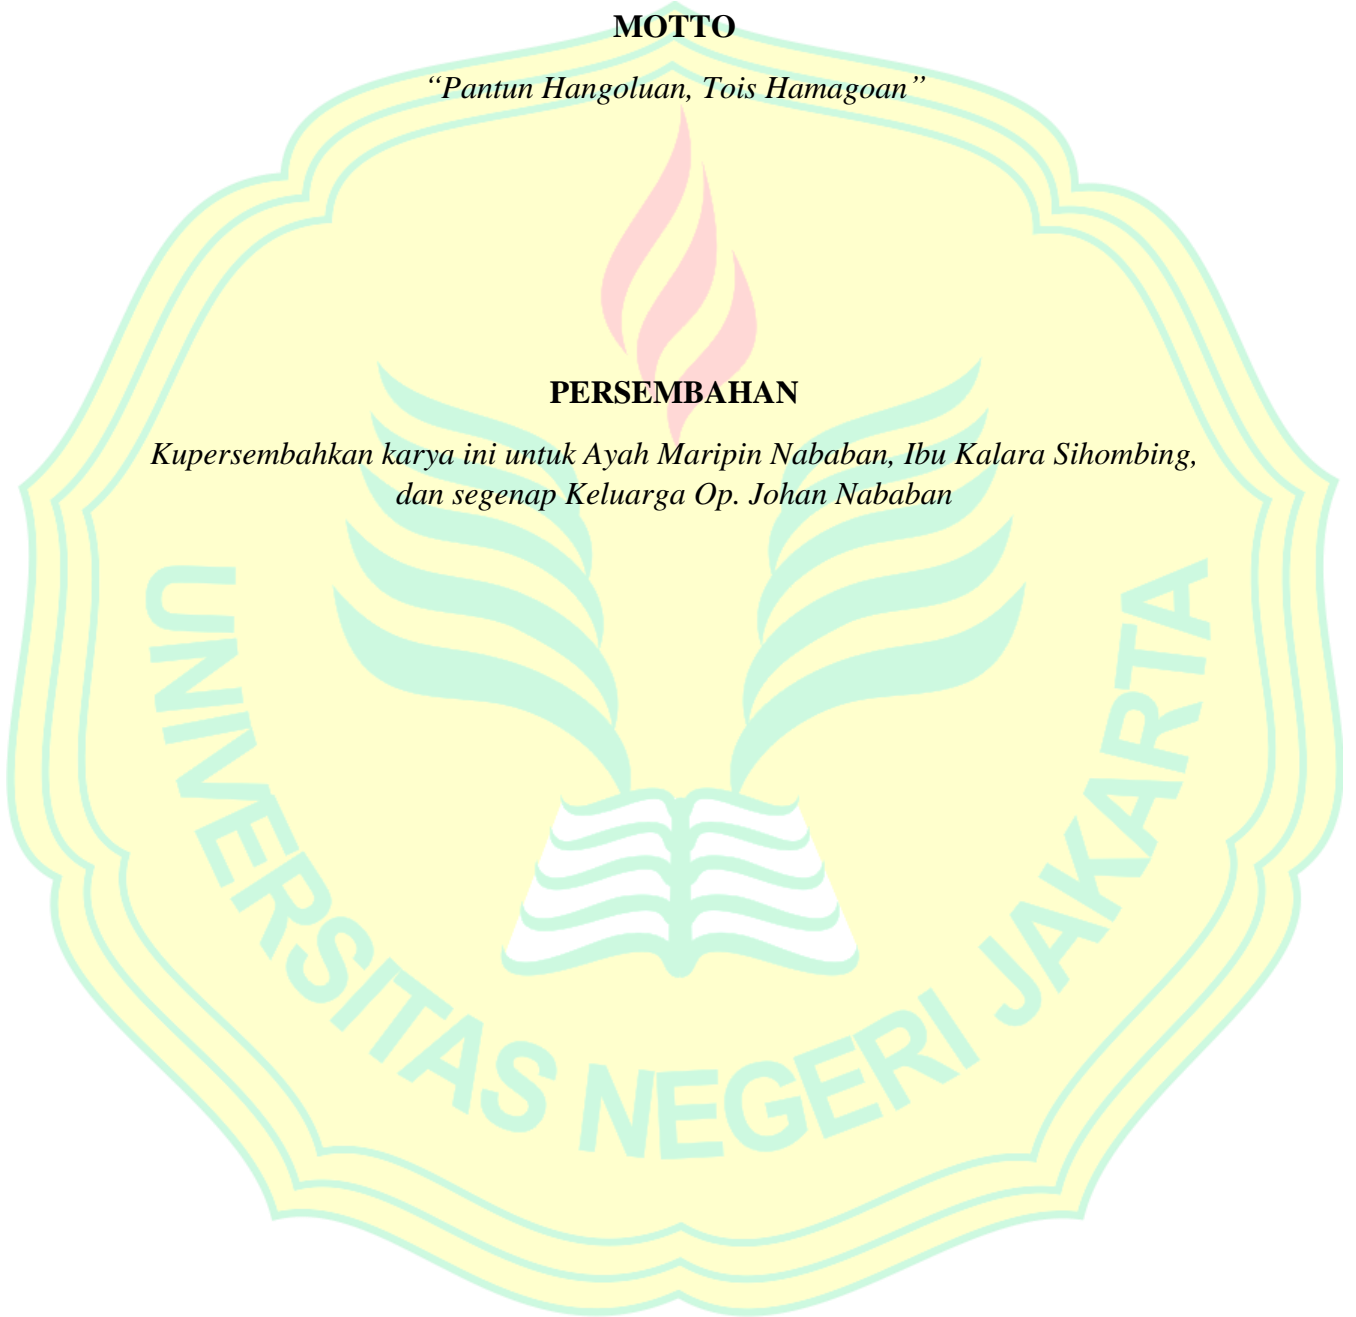 MOTTO
“Pantun Hangoluan, Tois Hamagoan”
PERSEMBAHAN
Kupersembahkan karya ini untuk Ayah Maripin Nababan, Ibu Kalara Sihombing,
dan segenap Keluarga Op. Johan Nababan
UNIVERSITAS NEGERI JAKARTA